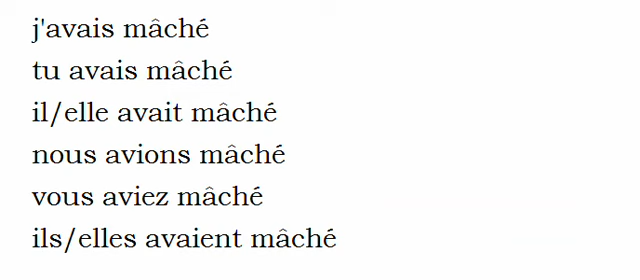 j'avais mâché
tu avais mâché
il/elle avait mâché
nous avions mâché
vous aviez mâché
ils/elles avaient mâché